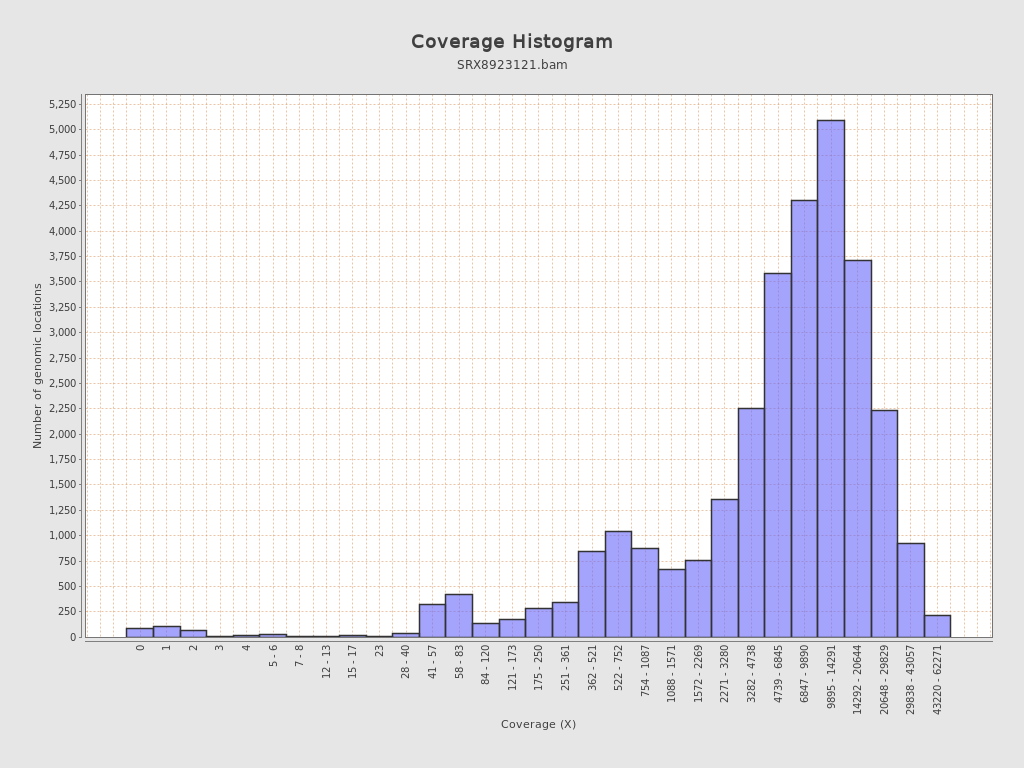 Coverage Histogram
SRX8923121.bam
Number of genomic locations
5,250
5,000
4,750
4,500
4,250
4,000
3,750
3,500
3,250
3,000
2,750
2,500
2,250
2,000
1,750
1,500
1,250
1,000
750
500
250
0
0
1
2
3
4
5 - 6
7 - 8
12 - 13
15 - 17
23
28 - 40
41 - 57
58 - 83
84 - 120
121 - 173
175 - 250
251 - 361
362 - 521
522 - 752
754 - 1087
1088 - 1571
1572 - 2269
2271 - 3280
3282 - 4738
4739 - 6845
6847 - 9890
9895 - 14291
14292 - 20644
20648 - 29829
29838 - 43057
43220 - 62271
Coverage (X)